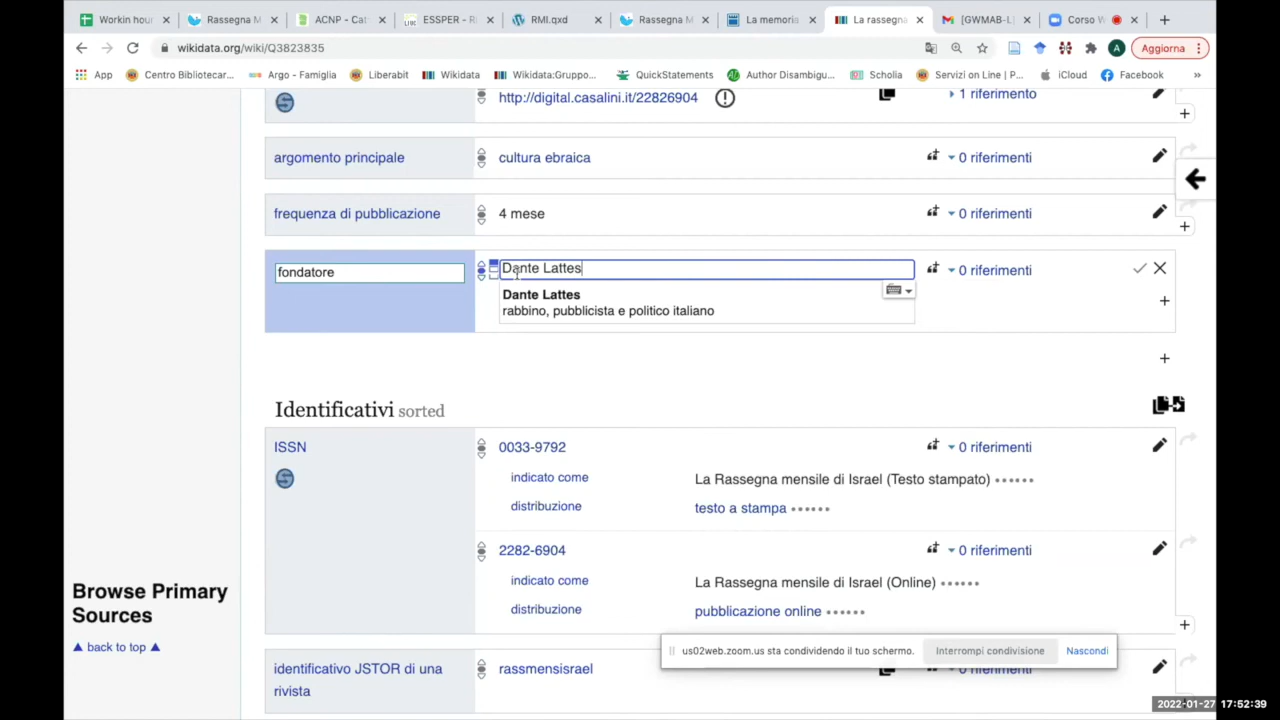 Workin hour
Rassegna M
ACNP - Cat
ESSPER - R
RMI.qxd
Rassegna M
La memoria
La rassegna
[GWMAB-L
Corso W
wikidata.org/wiki/Q3823835
A
Aggiorna
App
Centro Bibliotecar...
Argo - Famiglia
Liberabit
Wikidata
Wikidata:Gruppo...
QuickStatements
Author Disambigu...
Scholia
Servizi on Line | P...
iCloud
Facebook
»
http://digital.casalini.it/22826904
1 riferimento
argomento principale
cultura ebraica
0 riferimenti
frequenza di pubblicazione
4 mese
0 riferimenti
fondatore
Dante Lattes
0 riferimenti
Dante Lattes
rabbino, pubblicista e politico italiano
Identificativi sorted
ISSN
0033-9792
0 riferimenti
indicato come
La Rassegna mensile di Israel (Testo stampato)
distribuzione
testo a stampa
2282-6904
0 riferimenti
indicato come
La Rassegna mensile di Israel (Online)
distribuzione
pubblicazione online
Browse Primary
Sources
▲ back to top ▲
us02web.zoom.us sta condividendo il tuo schermo.
Interrompi condivisione
Nascondi
identificativo JSTOR di una
rivista
rassmensisrael
0 riferimenti
2022-01-27 17:52:39